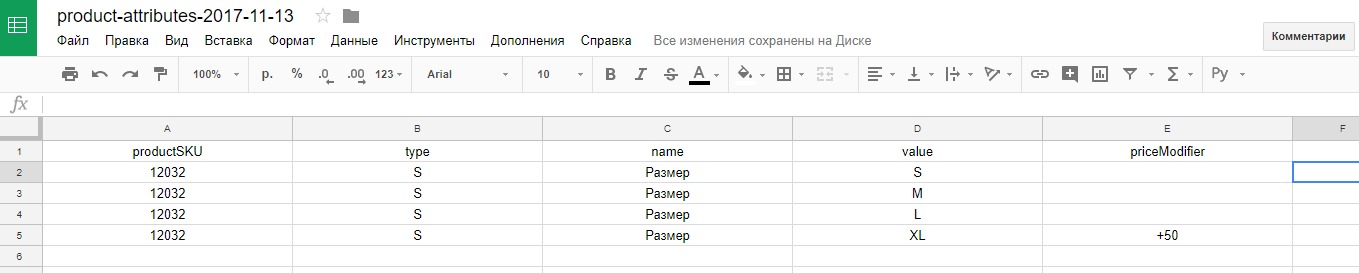 product-attributes-2017-11-13
Файл Правка Вид Вставка Формат Данные Инструменты Дополнения Справка Все изменения сохранены на Диске
Комментарии
100% р. % .0 .00 123 Arial 10 B I S A Σ Ру
fx
A B C D E F
1 productSKU type name value priceModifier
2 12032 S Размер S
3 12032 S Размер M
4 12032 S Размер L
5 12032 S Размер XL +50
6